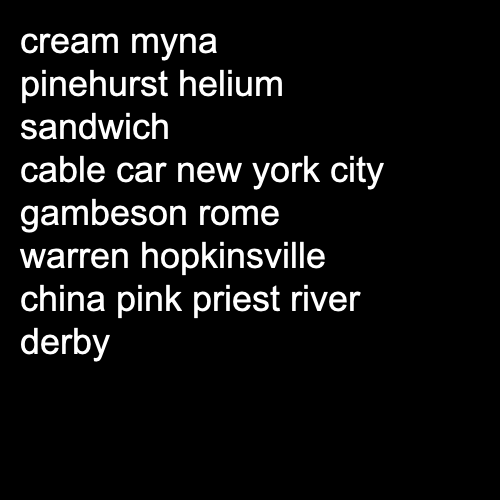 cream myna
pinehurst helium
sandwich
cable car new york city
gambeson rome
warren hopkinsville
china pink priest river
derby